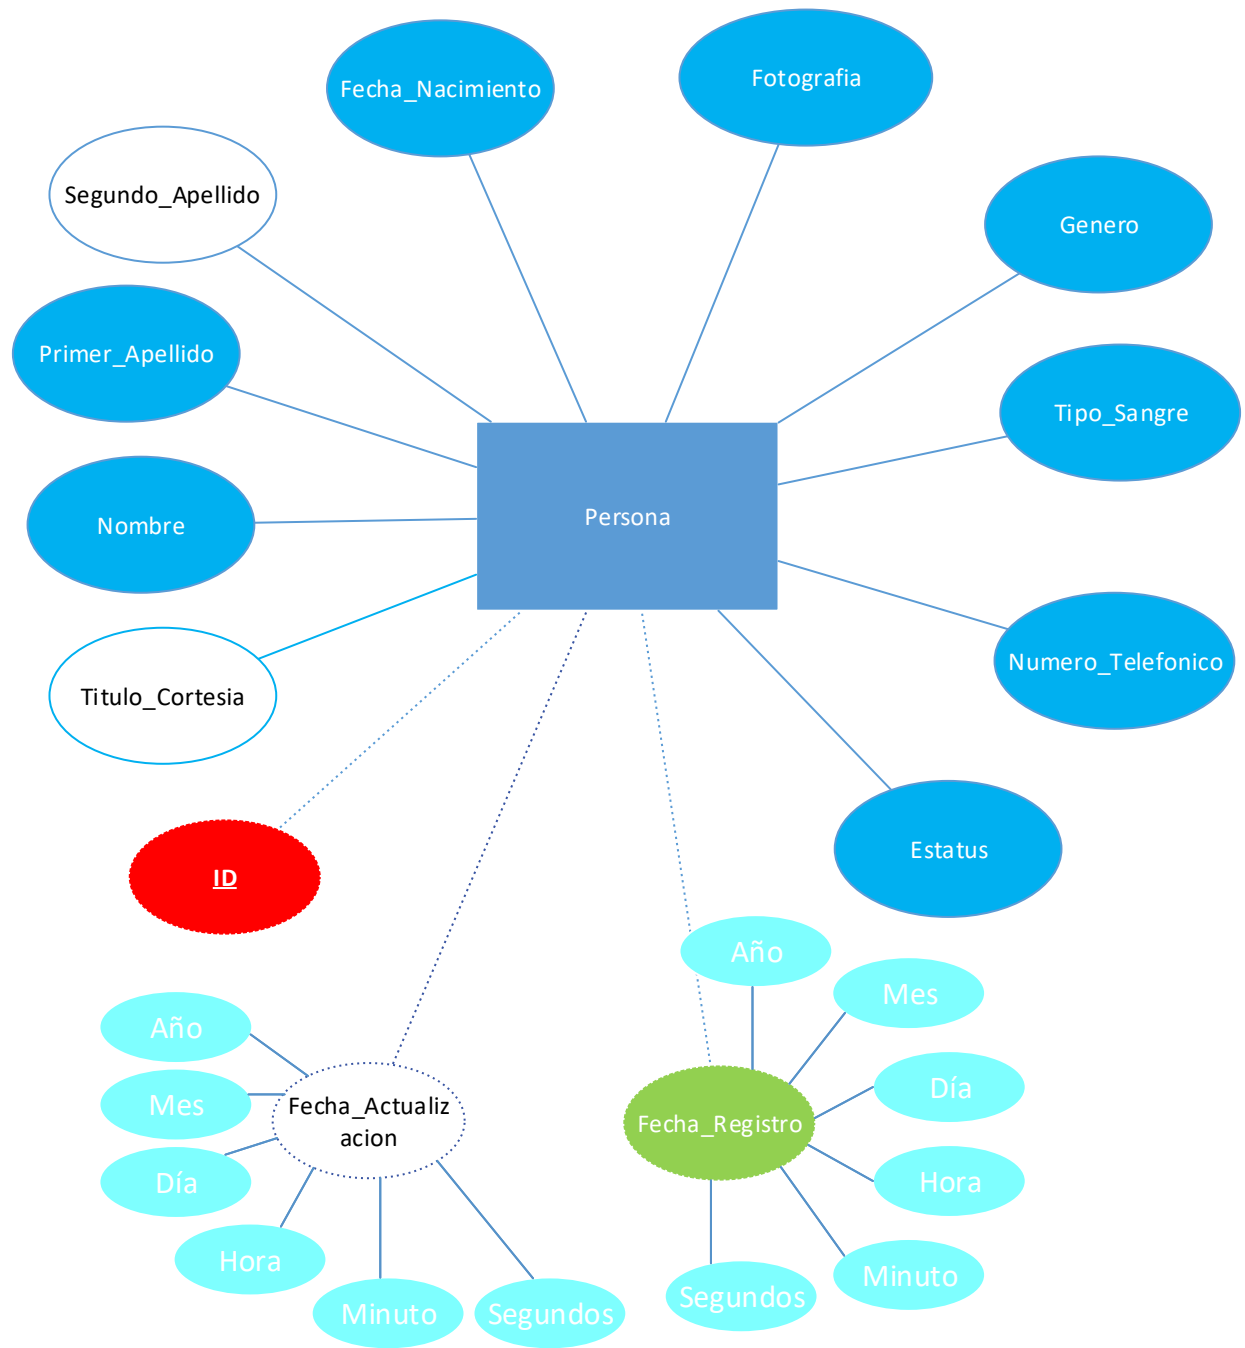 Fecha_Nacimiento
Fotografia
Segundo_Apellido
Genero
Primer_Apellido
Tipo_Sangre
Persona
Nombre
Numero_Telefonico
Titulo_Cortesia
Estatus
ID
Año
Mes
Año
Día
Mes
Fecha_Actualiz
acion
Fecha_Registro
Día
Hora
Hora
Minuto
Segundos
Segundos
Minuto